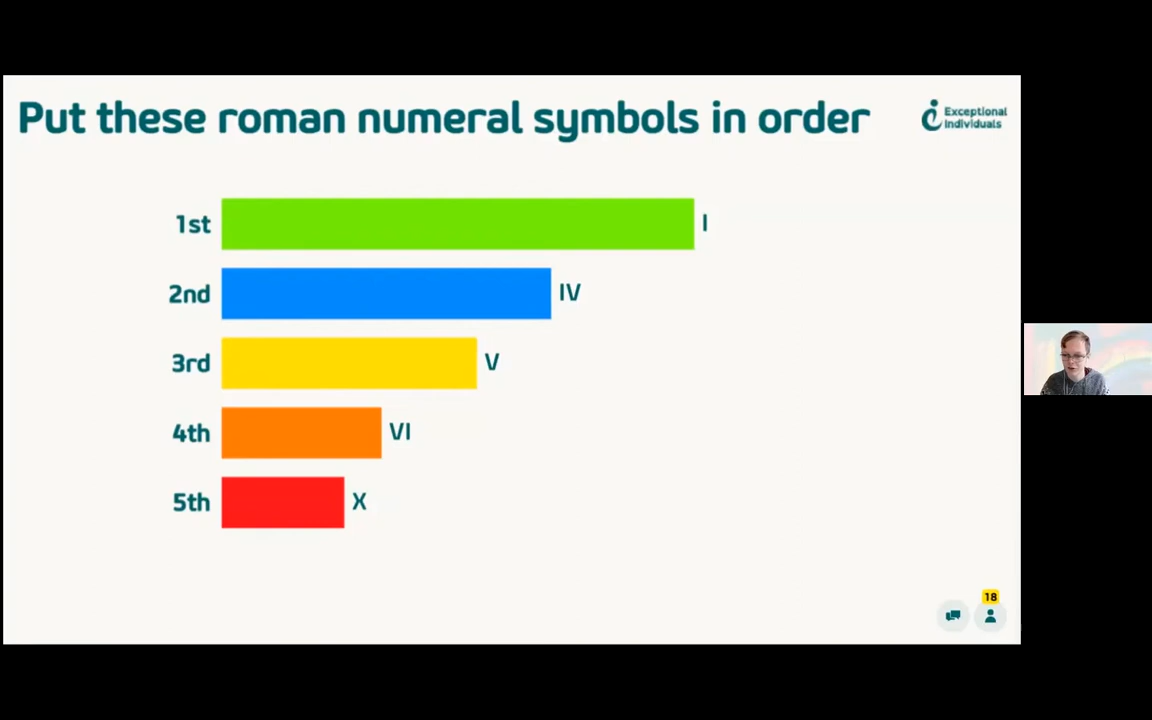 Put these roman numeral symbols in order
Exceptional
Individuals
1st I
2nd IV
3rd V
4th VI
5th X
18